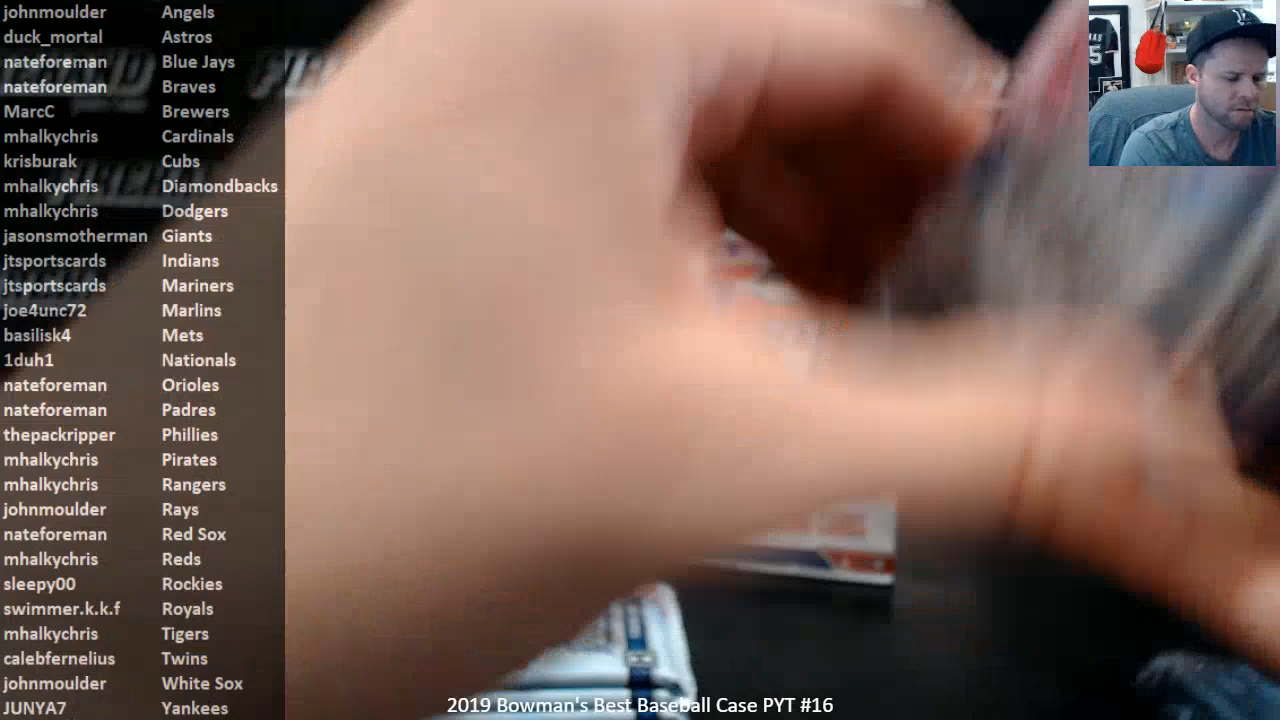 johnmoulder Angels
duck_mortal Astros
nateforeman Blue Jays
nateforeman Braves
MarcC Brewers
mhalkychris Cardinals
krisburak Cubs
mhalkychris Diamondbacks
mhalkychris Dodgers
jasonsmotherman Giants
jtsportscards Indians
jtsportscards Mariners
joe4unc72 Marlins
basilisk4 Mets
1duh1 Nationals
nateforeman Orioles
nateforeman Padres
thepackripper Phillies
mhalkychris Pirates
mhalkychris Rangers
johnmoulder Rays
nateforeman Red Sox
mhalkychris Reds
sleepy00 Rockies
swimmer.k.k.f Royals
mhalkychris Tigers
calebfernelius Twins
johnmoulder White Sox
JUNYA7 Yankees
2019 Bowman's Best Baseball Case PYT #16